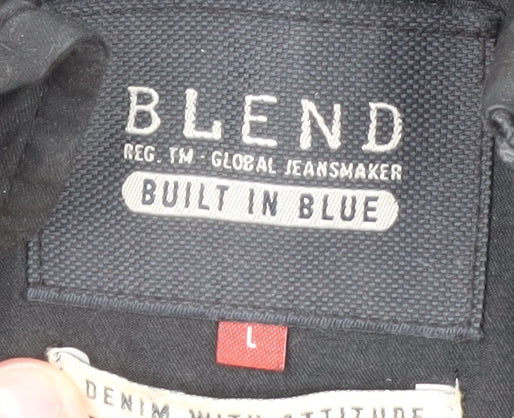 BLEND
REG. TM - GLOBAL JEANSMAKER
BUILT IN BLUE
L
DENIM WITH ATTITUDE